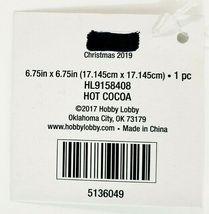 Christmas 2019
6.75in x 6.75in (17.145cm x 17.145cm) • 1 pc
HL9158408
HOT COCOA
©2017 Hobby Lobby
Oklahoma City, OK 73179
www.hobbylobby.com • Made in China
5136049